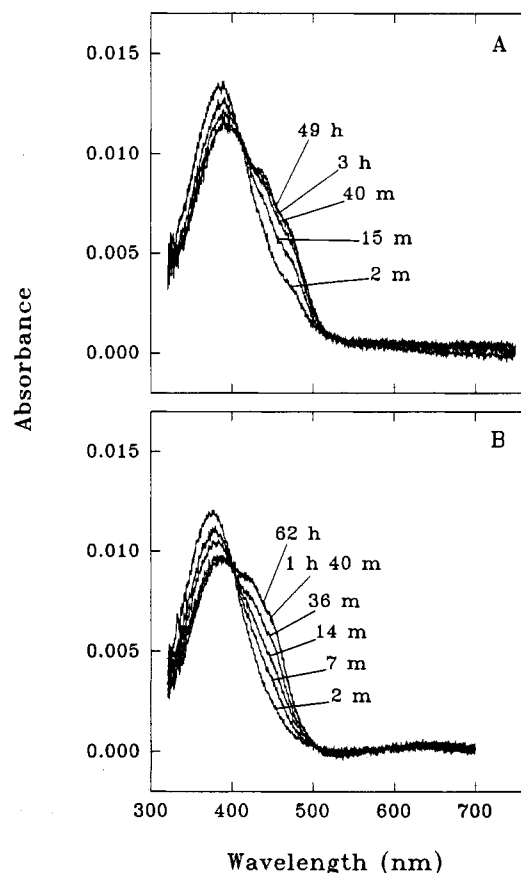 Absorbance
A
0.015
0.010
0.005
0.000
49 h
3 h
40 m
15 m
2 m
B
0.015
0.010
0.005
0.000
62 h
1 h 40 m
36 m
14 m
7 m
2 m
300 400 500 600 700
Wavelength (nm)